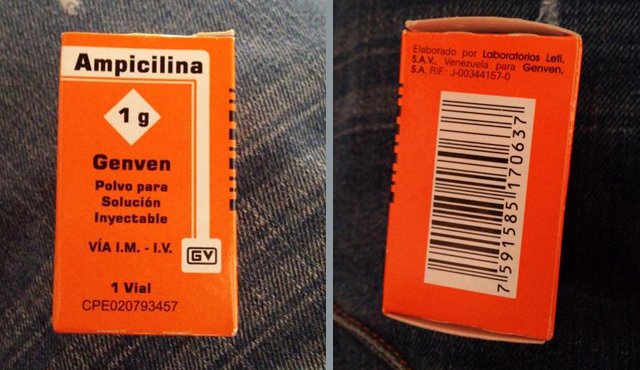 Ampicilina
1 g
Genven
Polvo para
Solución
Inyectable
VÍA I.M. - I.V.
GV
1 Vial
CPE020793457
Elaborado por Laboratorios Leti,
S.A.V., Venezuela para Genven,
S.A. RIF.: J-00344157-0
7591585170637